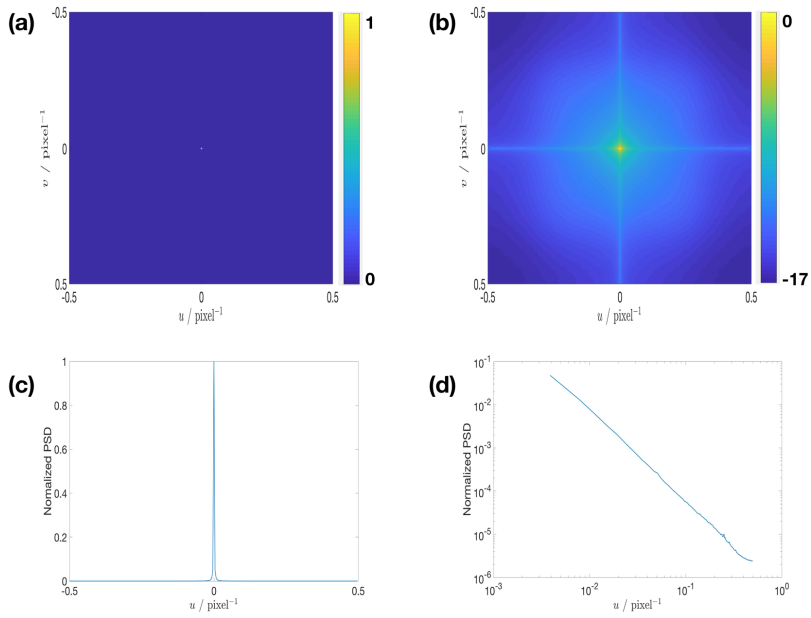 (a)
-0.5
0
0.5
v / pixel⁻¹
-0.5
0
0.5
u / pixel⁻¹
1
0
(b)
-0.5
0
0.5
v / pixel⁻¹
-0.5
0
0.5
u / pixel⁻¹
0
-17
(c)
1
0.8
0.6
0.4
0.2
0
Nomalized PSD
-0.5
0
0.5
u / pixel⁻¹
(d)
10⁻¹
10⁻²
10⁻³
10⁻⁴
10⁻⁵
10⁻⁶
Normalized PSD
10⁻³
10⁻²
10⁻¹
10⁰
u / pixel⁻¹